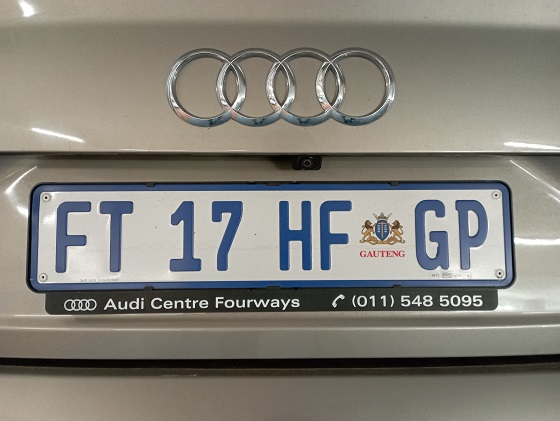 FT 17 HF GP
GAUTENG
Audi Centre Fourways (011) 548 5095